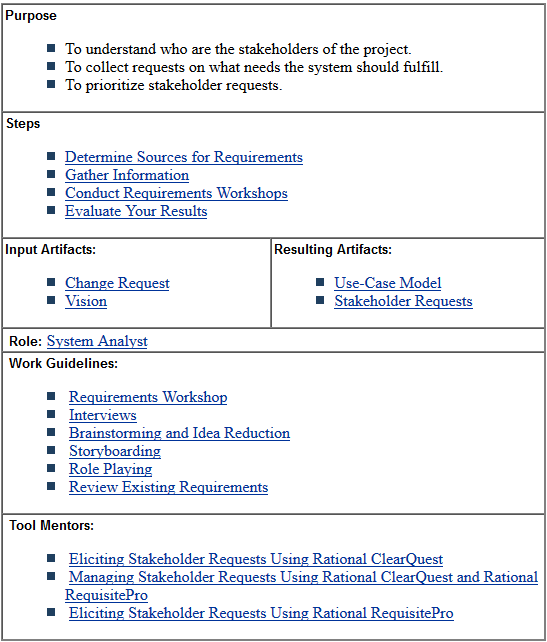 Purpose
To understand who are the stakeholders of the project.
To collect requests on what needs the system should fulfill.
To prioritize stakeholder requests.
Steps
Determine Sources for Requirements
Gather Information
Conduct Requirements Workshops
Evaluate Your Results
Input Artifacts:
Change Request
Vision
Resulting Artifacts:
Use-Case Model
Stakeholder Requests
Role: System Analyst
Work Guidelines:
Requirements Workshop
Interviews
Brainstorming and Idea Reduction
Storyboarding
Role Playing
Review Existing Requirements
Tool Mentors:
Eliciting Stakeholder Requests Using Rational ClearQuest
Managing Stakeholder Requests Using Rational ClearQuest and Rational
RequisitePro
Eliciting Stakeholder Requests Using Rational RequisitePro